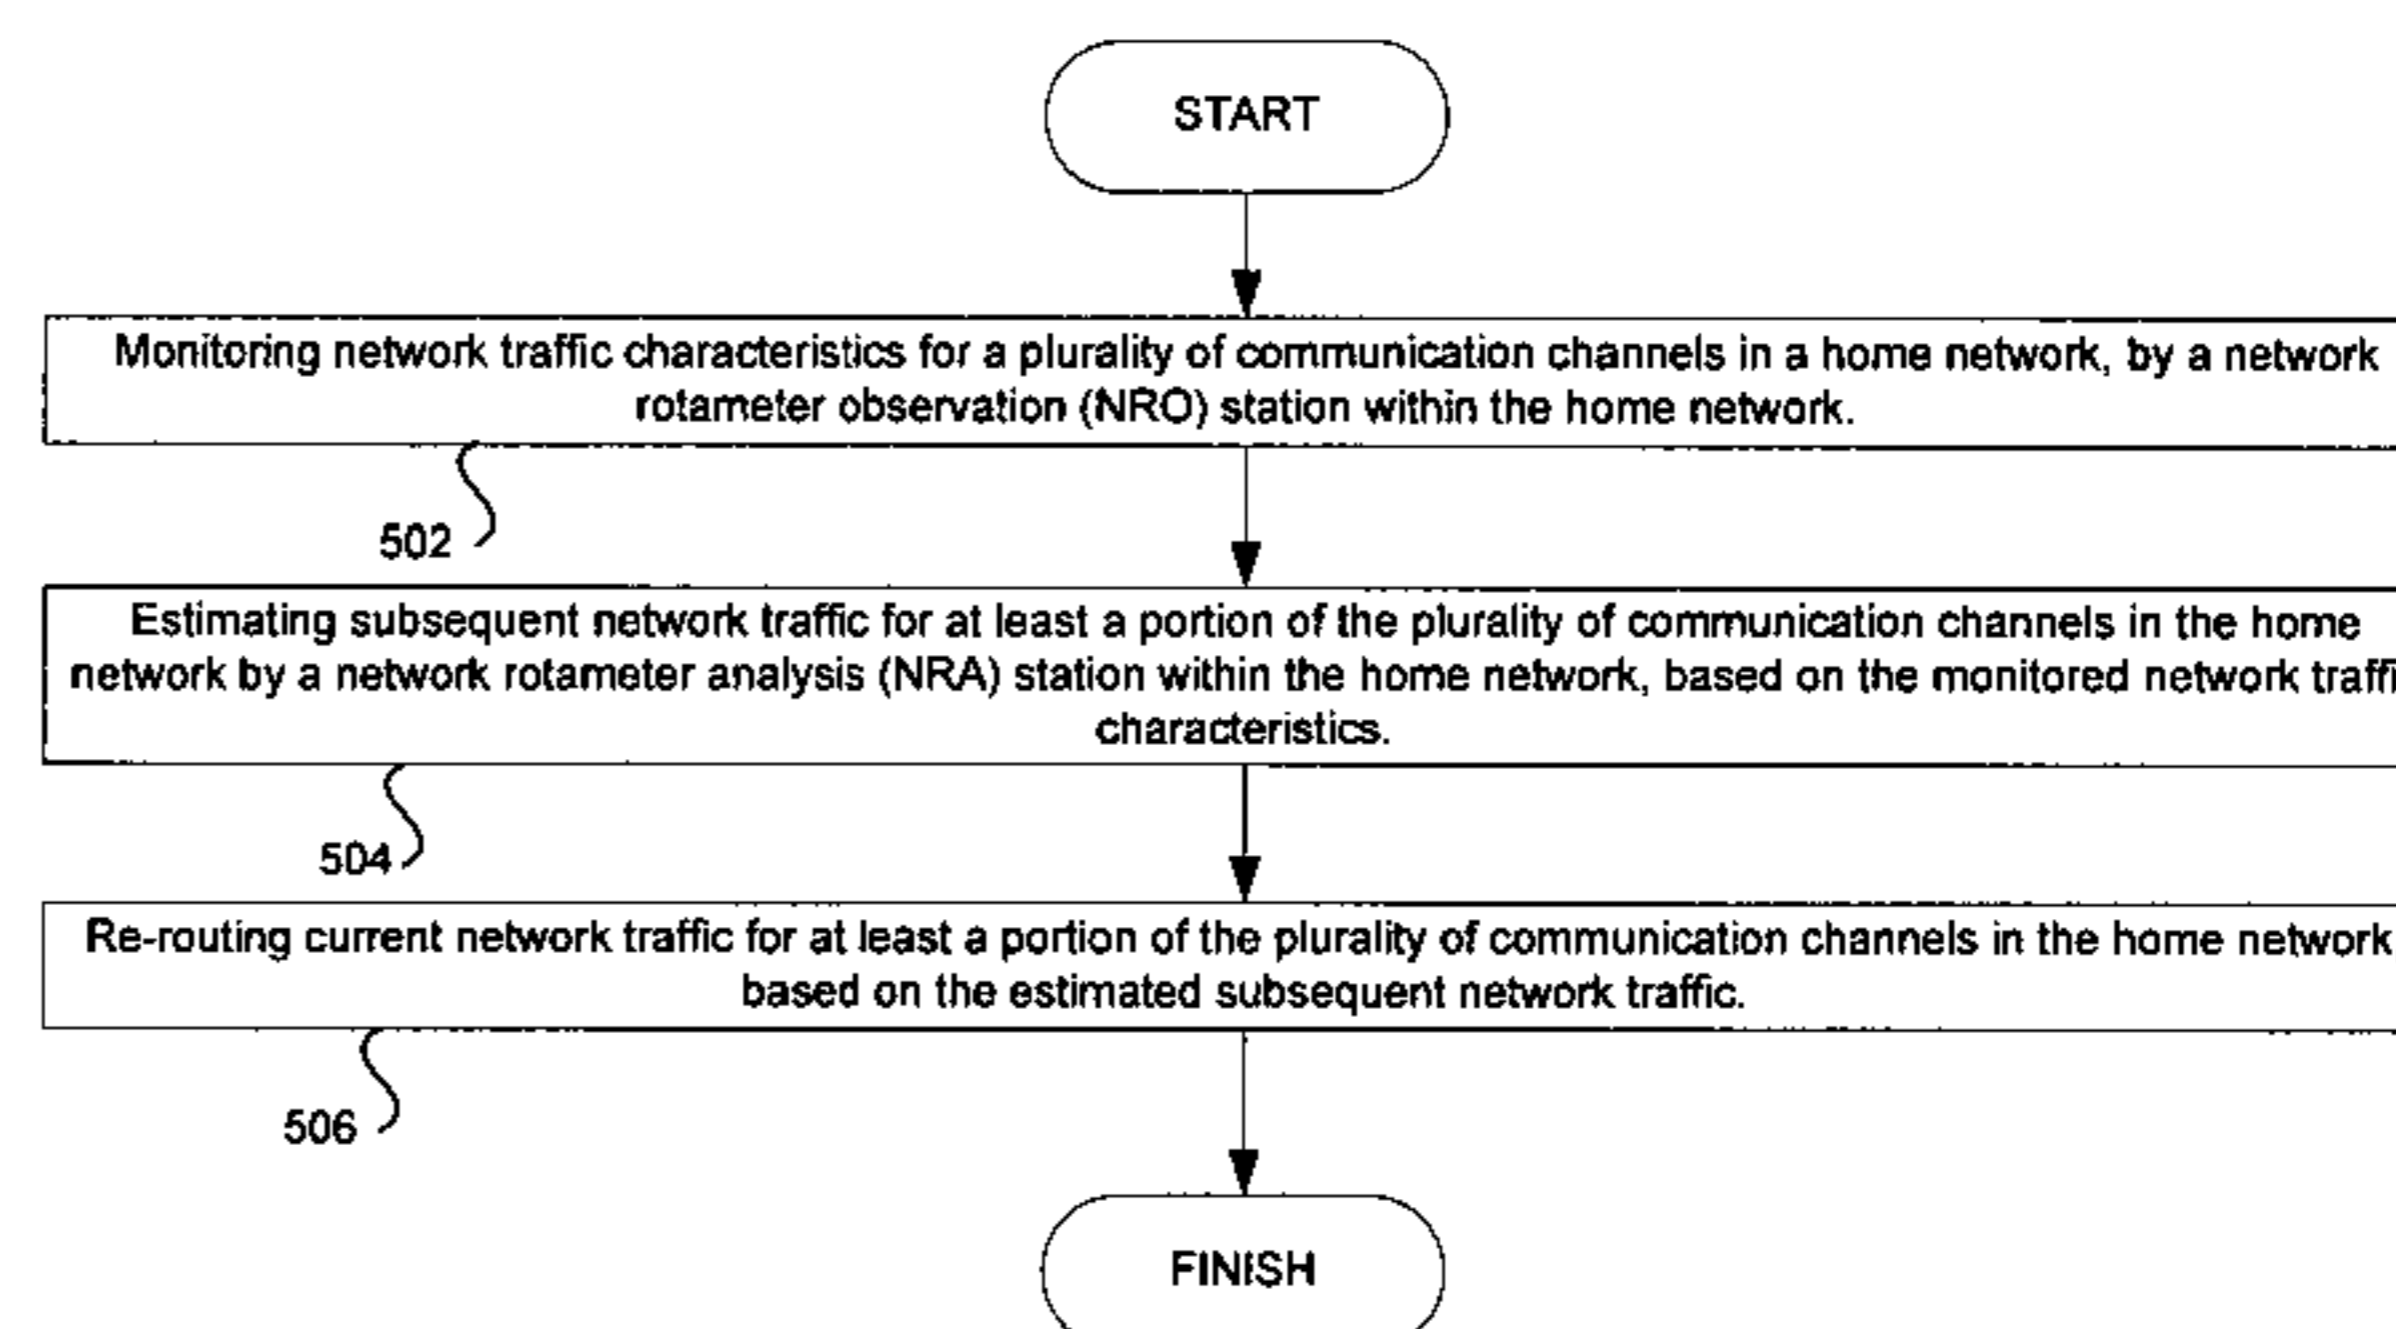 START
Monitoring network traffic characteristics for a plurality of communication channels in a home network, by a network
rotameter observation (NRO) station within the home network.
502
Estimating subsequent network traffic for at least a portion of the plurality of communication channels in the home
network by a network rotameter analysis (NRA) station within the home network, based on the monitored network
characteristics.
504
Re-routing current network traffic for at least a portion of the plurality of communication channels in the home network
based on the estimated subsequent network traffic.
506
FINISH